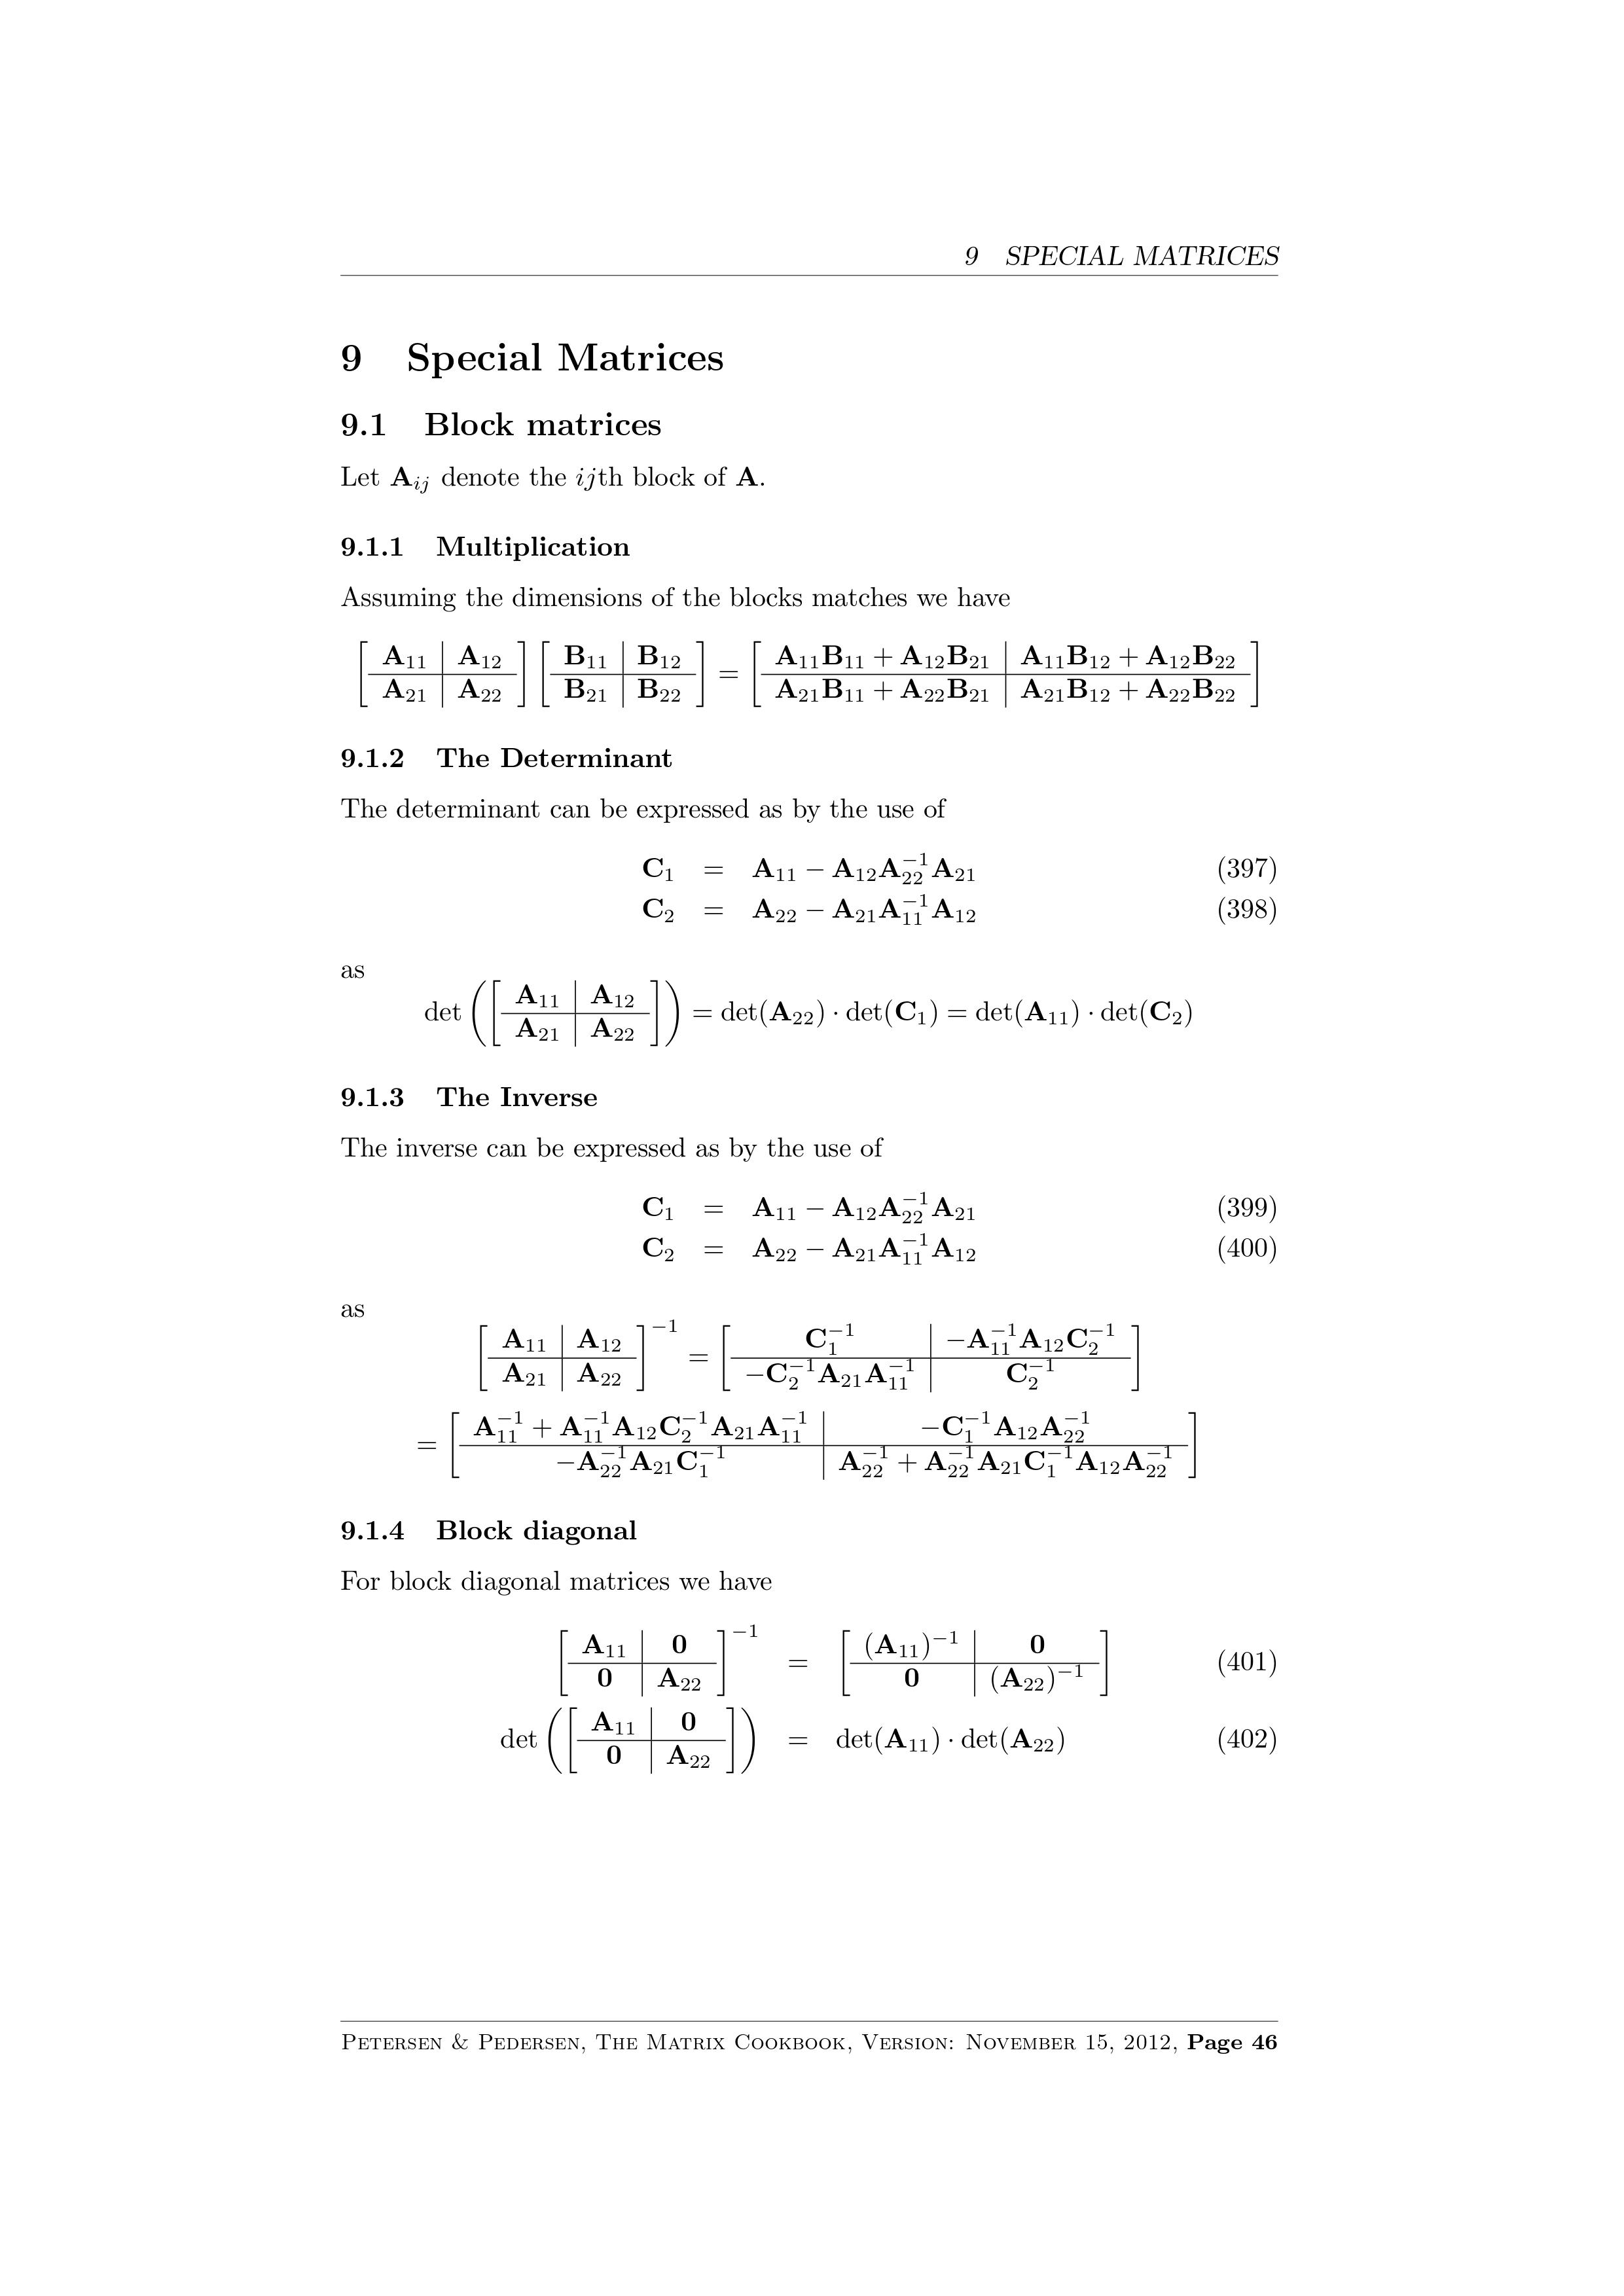 9 SPECIAL MATRICES
9 Special Matrices
9.1 Block matrices
Let $\mathbf{A}_{ij}$ denote the $ij$th block of $\mathbf{A}$.
9.1.1 Multiplication
Assuming the dimensions of the blocks matches we have
$\left[\begin{array}{c|c} \mathbf{A}_{11} & \mathbf{A}_{12} \\ \hline \mathbf{A}_{21} & \mathbf{A}_{22} \end{array}\right] \left[\begin{array}{c|c} \mathbf{B}_{11} & \mathbf{B}_{12} \\ \hline \mathbf{B}_{21} & \mathbf{B}_{22} \end{array}\right] = \left[\begin{array}{c|c} \mathbf{A}_{11}\mathbf{B}_{11} + \mathbf{A}_{12}\mathbf{B}_{21} & \mathbf{A}_{11}\mathbf{B}_{12} + \mathbf{A}_{12}\mathbf{B}_{22} \\ \hline \mathbf{A}_{21}\mathbf{B}_{11} + \mathbf{A}_{22}\mathbf{B}_{21} & \mathbf{A}_{21}\mathbf{B}_{12} + \mathbf{A}_{22}\mathbf{B}_{22} \end{array}\right]$
9.1.2 The Determinant
The determinant can be expressed as by the use of
$\mathbf{C}_1 = \mathbf{A}_{11} - \mathbf{A}_{12}\mathbf{A}_{22}^{-1}\mathbf{A}_{21}$ (397)
$\mathbf{C}_2 = \mathbf{A}_{22} - \mathbf{A}_{21}\mathbf{A}_{11}^{-1}\mathbf{A}_{12}$ (398)
as
$\det\left(\left[\begin{array}{c|c} \mathbf{A}_{11} & \mathbf{A}_{12} \\ \hline \mathbf{A}_{21} & \mathbf{A}_{22} \end{array}\right]\right) = \det(\mathbf{A}_{22}) \cdot \det(\mathbf{C}_1) = \det(\mathbf{A}_{11}) \cdot \det(\mathbf{C}_2)$
9.1.3 The Inverse
The inverse can be expressed as by the use of
$\mathbf{C}_1 = \mathbf{A}_{11} - \mathbf{A}_{12}\mathbf{A}_{22}^{-1}\mathbf{A}_{21}$ (399)
$\mathbf{C}_2 = \mathbf{A}_{22} - \mathbf{A}_{21}\mathbf{A}_{11}^{-1}\mathbf{A}_{12}$ (400)
as
$\left[\begin{array}{c|c} \mathbf{A}_{11} & \mathbf{A}_{12} \\ \hline \mathbf{A}_{21} & \mathbf{A}_{22} \end{array}\right]^{-1} = \left[\begin{array}{c|c} \mathbf{C}_1^{-1} & -\mathbf{A}_{11}^{-1}\mathbf{A}_{12}\mathbf{C}_2^{-1} \\ \hline -\mathbf{C}_2^{-1}\mathbf{A}_{21}\mathbf{A}_{11}^{-1} & \mathbf{C}_2^{-1} \end{array}\right]$
$= \left[\begin{array}{c|c} \mathbf{A}_{11}^{-1} + \mathbf{A}_{11}^{-1}\mathbf{A}_{12}\mathbf{C}_2^{-1}\mathbf{A}_{21}\mathbf{A}_{11}^{-1} & -\mathbf{C}_1^{-1}\mathbf{A}_{12}\mathbf{A}_{22}^{-1} \\ \hline -\mathbf{A}_{22}^{-1}\mathbf{A}_{21}\mathbf{C}_1^{-1} & \mathbf{A}_{22}^{-1} + \mathbf{A}_{22}^{-1}\mathbf{A}_{21}\mathbf{C}_1^{-1}\mathbf{A}_{12}\mathbf{A}_{22}^{-1} \end{array}\right]$
9.1.4 Block diagonal
For block diagonal matrices we have
$\left[\begin{array}{c|c} \mathbf{A}_{11} & \mathbf{0} \\ \hline \mathbf{0} & \mathbf{A}_{22} \end{array}\right]^{-1} = \left[\begin{array}{c|c} (\mathbf{A}_{11})^{-1} & \mathbf{0} \\ \hline \mathbf{0} & (\mathbf{A}_{22})^{-1} \end{array}\right]$ (401)
$\det\left(\left[\begin{array}{c|c} \mathbf{A}_{11} & \mathbf{0} \\ \hline \mathbf{0} & \mathbf{A}_{22} \end{array}\right]\right) = \det(\mathbf{A}_{11}) \cdot \det(\mathbf{A}_{22})$ (402)
PETERSEN & PEDERSEN, THE MATRIX COOKBOOK, VERSION: NOVEMBER 15, 2012, Page 46